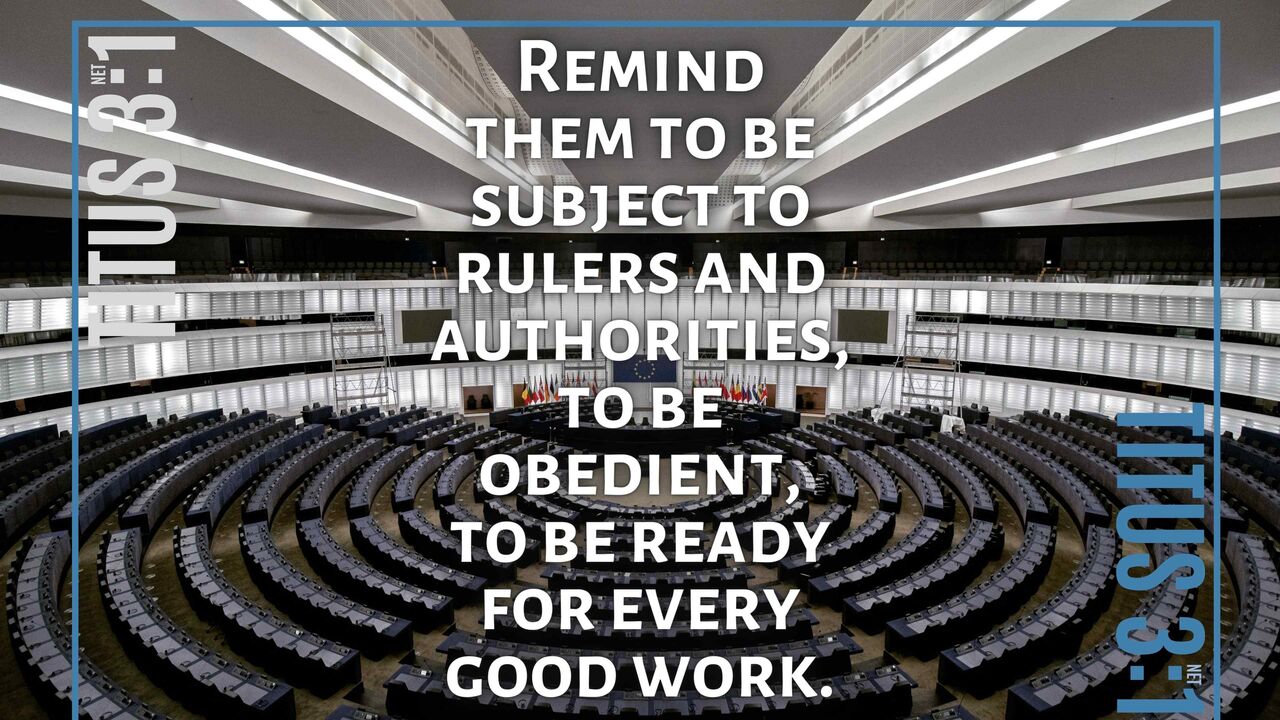 TITUS 3:1
NET
Remind
them to be
subject to
rulers and
authorities,
to be
obedient,
to be ready
for every
good work.
TITUS 3:1
NET